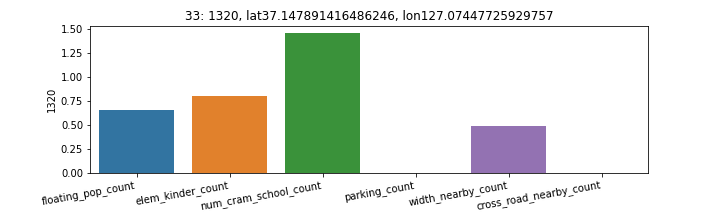 33: 1320, lat37.147891416486246, lon127.07447725929757
1.50
1.25
1.00
0.75
0.50
0.25
0.00
1320
floating_pop_count
elem_kinder_count
num_cram_school_count
parking_count
width_nearby_count
cross_road_nearby_count